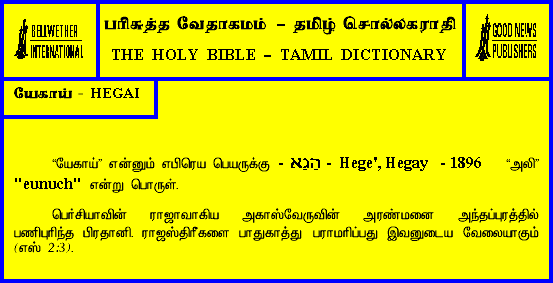 BELLWETHER
INTERNATIONAL
பரிசுத்த வேதாகமம் – தமிழ் சொல்லகராதி
THE HOLY BIBLE – TAMIL DICTIONARY
GOOD NEWS
PUBLISHERS
யேகாய் - HEGAI
“யேகாய்” என்னும் எபிரெய பெயருக்கு - הֵגֵא - Hege', Hegay - 1896 “அலி”
"eunuch" என்று பொருள்.
பெர்சியாவின் ராஜாவாகிய அகாஸ்வேருவின் அரண்மனை அந்தப்புரத்தில்
பணிபுரிந்த பிரதானி. ராஜஸ்திரீகளை பாதுகாத்து பராமரிப்பது இவனுடைய வேலையாகும்
(எஸ் 2:3).